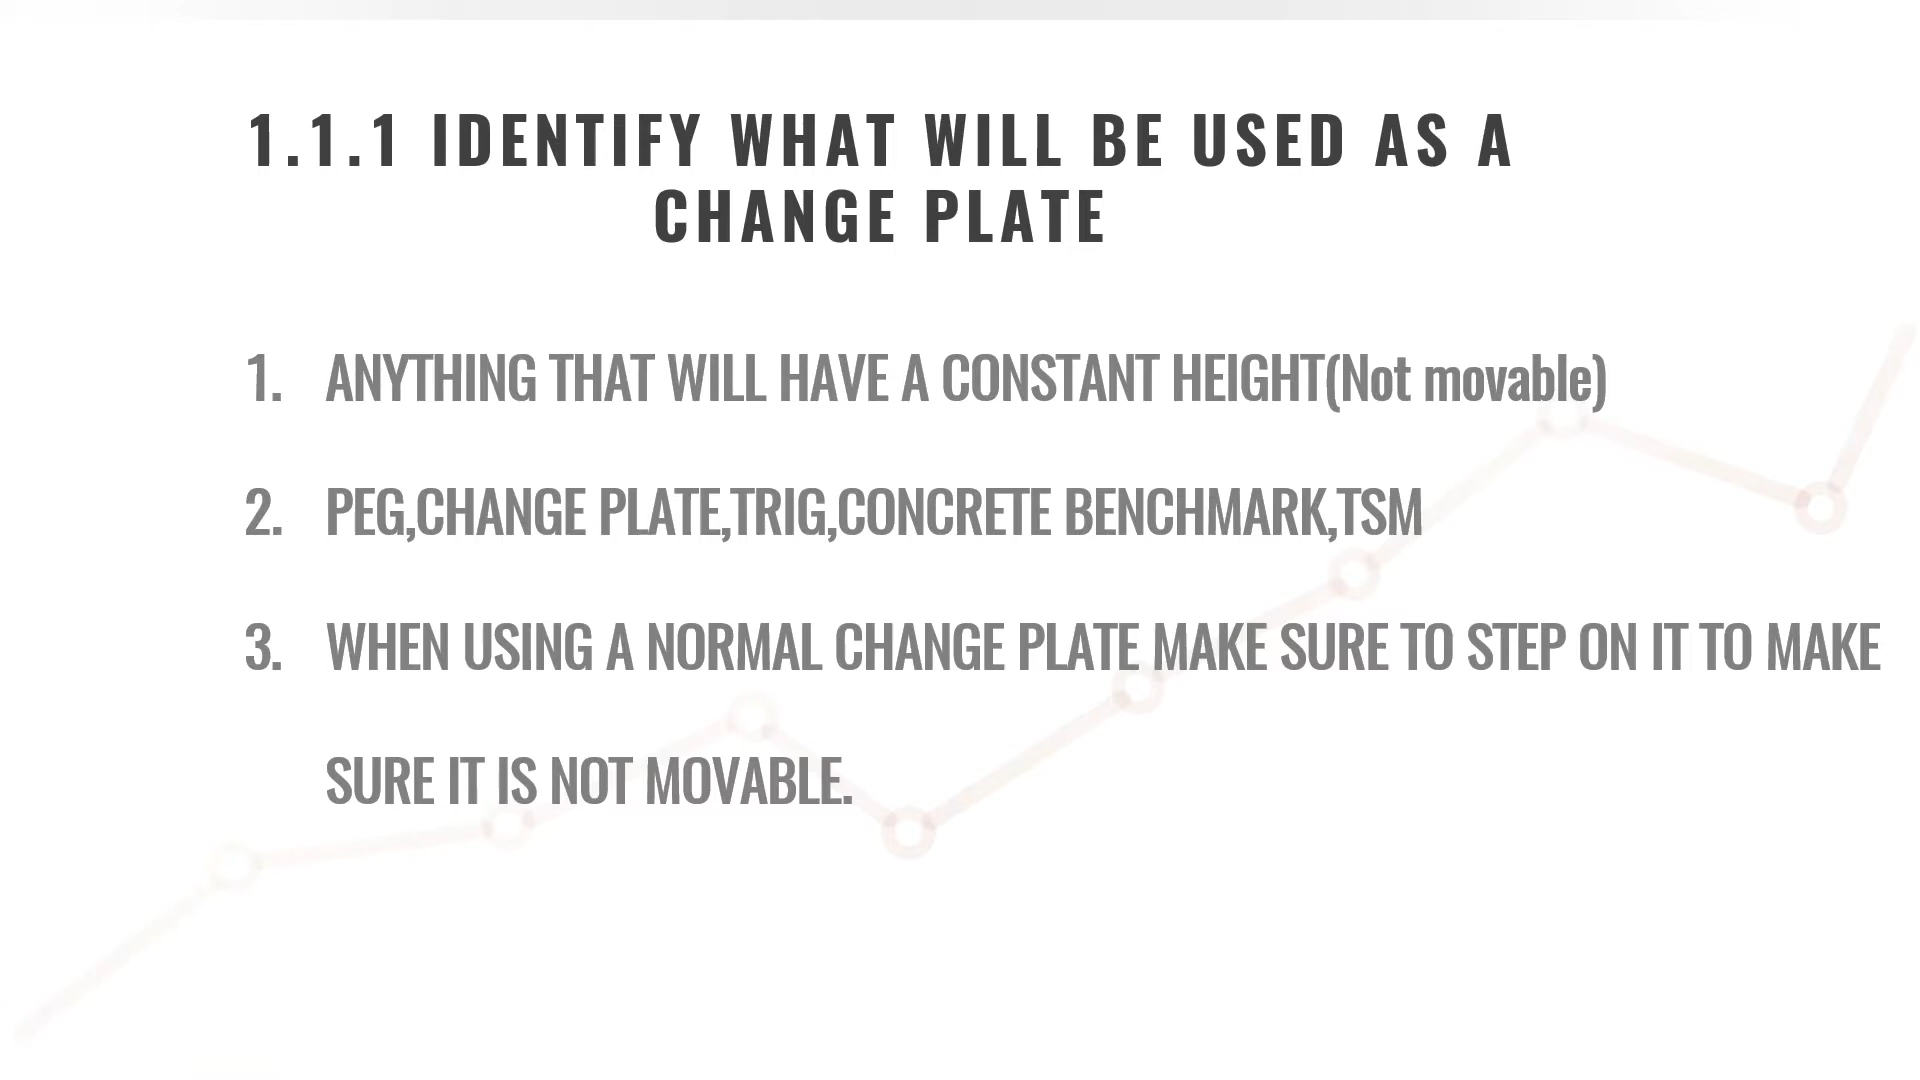 1.1.1 IDENTIFY WHAT WILL BE USED AS A
CHANGE PLATE
1. ANYTHING THAT WILL HAVE A CONSTANT HEIGHT(Not movable)
2. PEG,CHANGE PLATE,TRIG,CONCRETE BENCHMARK,TSM
3. WHEN USING A NORMAL CHANGE PLATE MAKE SURE TO STEP ON IT TO MAKE
SURE IT IS NOT MOVABLE.